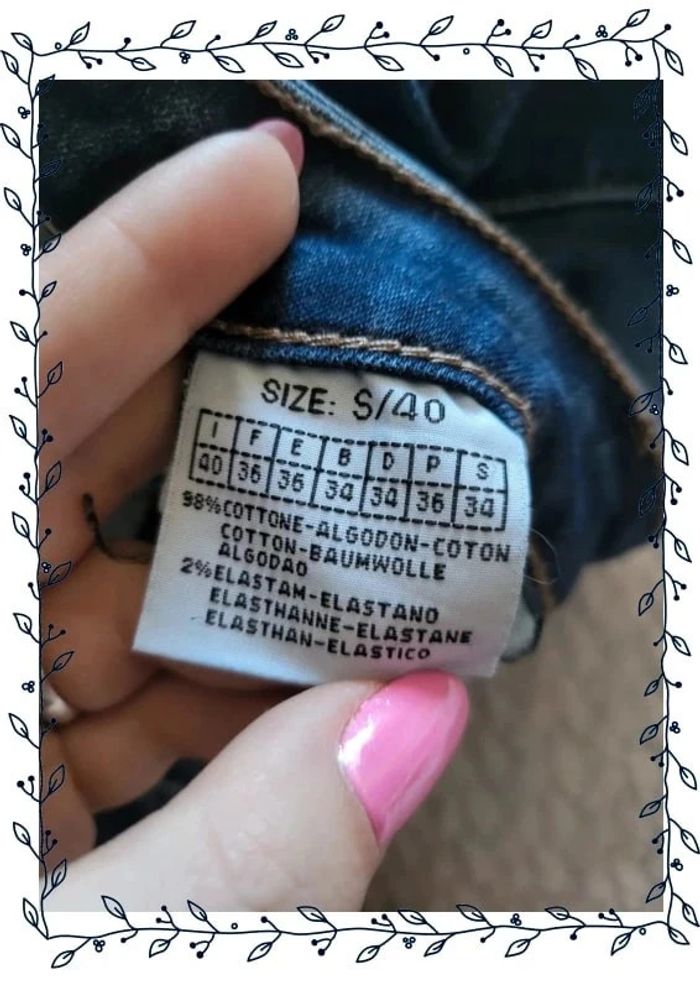 SIZE: S/40
I F E B D P S
40 36 36 34 34 36 34
98%COTTONE-ALGODON-COTON
COTTON-BAUMWOLLE
ALGODAO
2%ELASTAM-ELASTANO
ELASTHANNE-ELASTANE
ELASTHAN-ELASTICO